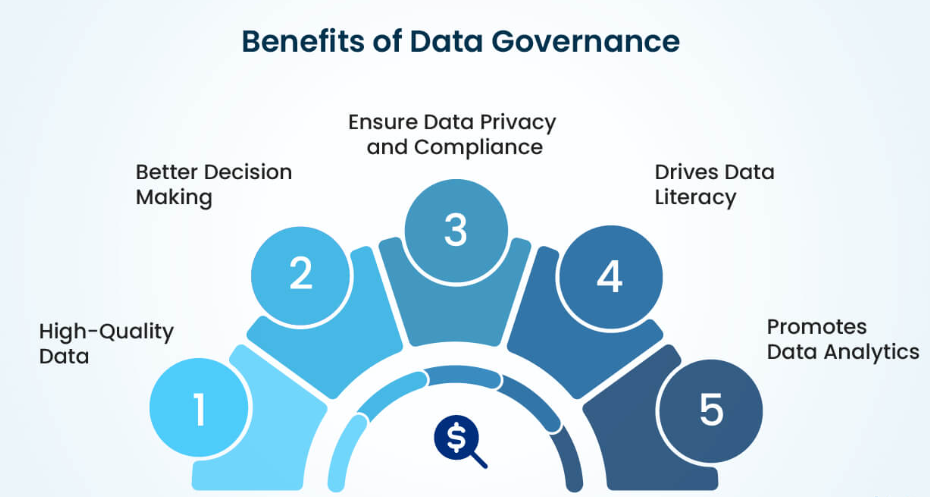 Benefits of Data Governance
Ensure Data Privacy
and Compliance
Better Decision
Making
Drives Data
Literacy
High-Quality
Data
Promotes
Data Analytics
1
2
3
4
5
$